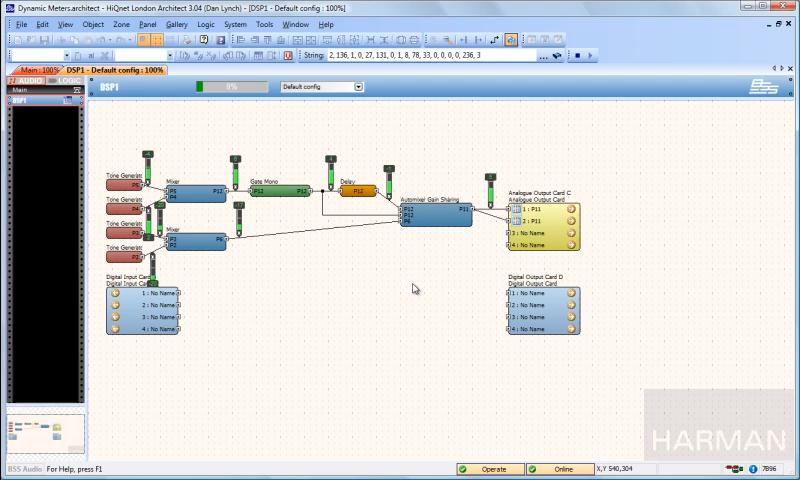 Dynamic Meters.architect - HiQnet London Architect 3.04 (Dan Lynch) - [DSP1 - Default config : 100%]
File Edit View Object Zone Panel Gallery Logic System Tools Window Help
String: 2, 136, 1, 0, 27, 131, 0, 1, 8, 78, 33, 0, 0, 0, 0, 236, 3
Main : 100% DSP1 - Default config : 100%
AUDIO LOGIC
Main
DSP1
DSP1 0% Default config BSS
Tone Generator
P5
Mixer
P5 P12
P4
Gate Mono
P12 P12
Delay
P12
Tone Generator
P4
Automixer Gain Sharing
P12 P11
P12
P6
Analogue Output Card C
Analogue Output Card
1 : P11
2 : P11
3 : No Name
4 : No Name
Tone Generator
P3
Mixer
P3 P6
P2
Tone Generator
P2
Digital Input Card
Digital Input Card
1 : No Name
2 : No Name
3 : No Name
4 : No Name
Digital Output Card D
Digital Output Card
1 : No Name
2 : No Name
3 : No Name
4 : No Name
HARMAN
BSS Audio For Help, press F1 Operate Online X,Y 540,304 7B96